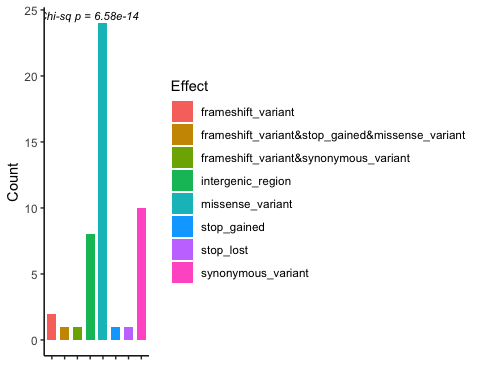 25
Chi-sq p = 6.58e-14
20
15
10
5
0
Count
Effect
frameshift_variant
frameshift_variant&stop_gained&missense_variant
frameshift_variant&synonymous_variant
intergenic_region
missense_variant
stop_gained
stop_lost
synonymous_variant